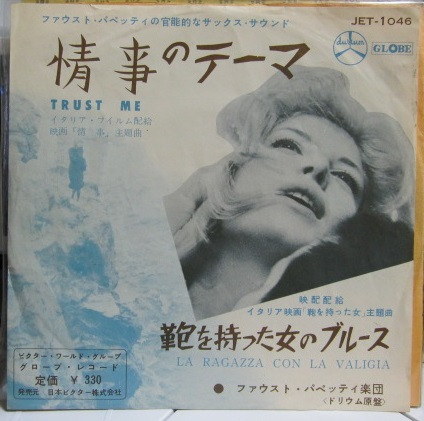 ファウスト・パペッティの官能的なサックス・サウンド
JET-1046
情事のテーマ
durium
GLOBE
TRUST ME
イタリア・フイルム配給
映画「情事」主題曲
映配配給
イタリア映画「鞄を持った女」主題曲
鞄を持った女のブルース
LA RAGAZZA CON LA VALIGIA
ビクター・ワールド・グループ
グローブ・レコード
定価 ¥ 330
発売元 日本ビクター株式会社
● ファウスト・パペッティ楽団
〈ドリウム原盤〉